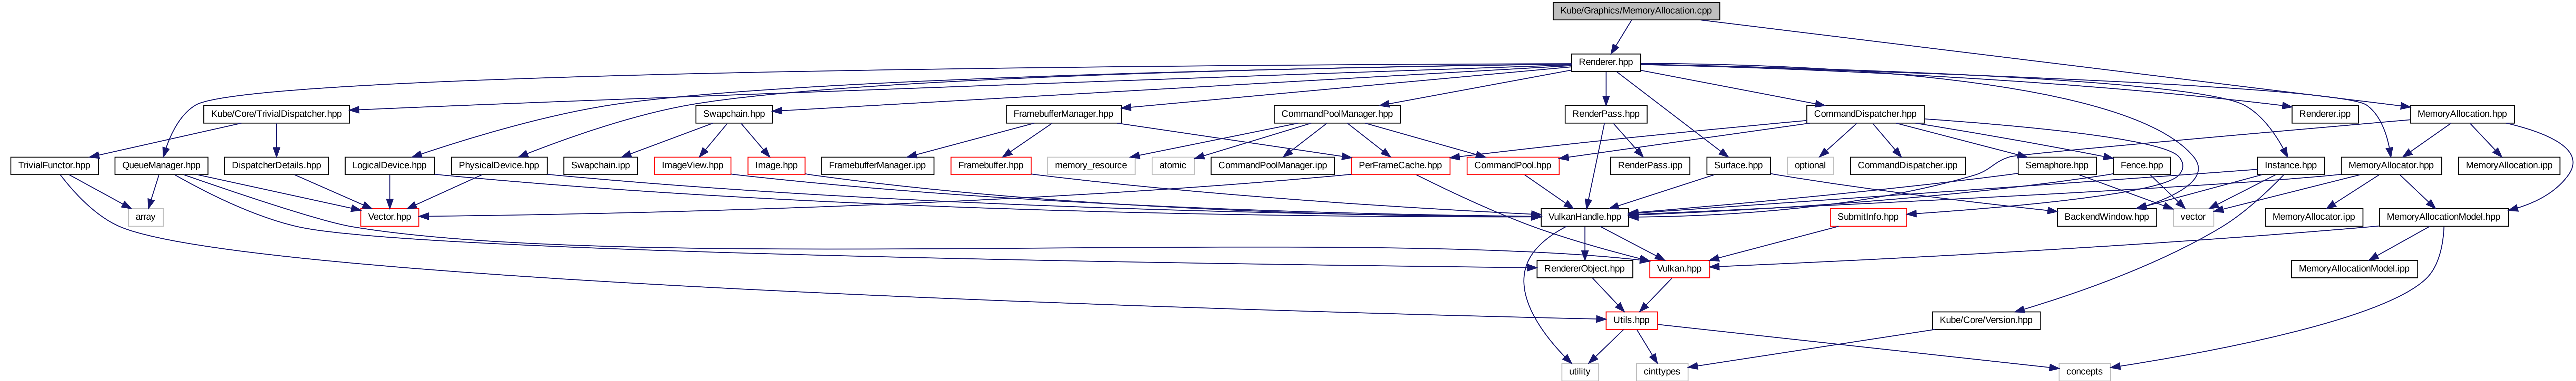 Kube/Graphics/MemoryAllocation.cpp
Renderer.hpp
Kube/Core/TrivialDispatcher.hpp
Swapchain.hpp
FramebufferManager.hpp
CommandPoolManager.hpp
RenderPass.hpp
CommandDispatcher.hpp
Renderer.ipp
MemoryAllocation.hpp
TrivialFunctor.hpp
QueueManager.hpp
DispatcherDetails.hpp
LogicalDevice.hpp
PhysicalDevice.hpp
Swapchain.ipp
ImageView.hpp
Image.hpp
FramebufferManager.ipp
Framebuffer.hpp
memory_resource
atomic
CommandPoolManager.ipp
PerFrameCache.hpp
CommandPool.hpp
RenderPass.ipp
Surface.hpp
optional
CommandDispatcher.ipp
Semaphore.hpp
Fence.hpp
Instance.hpp
MemoryAllocator.hpp
MemoryAllocation.ipp
array
Vector.hpp
VulkanHandle.hpp
SubmitInfo.hpp
BackendWindow.hpp
vector
MemoryAllocator.ipp
MemoryAllocationModel.hpp
RendererObject.hpp
Vulkan.hpp
MemoryAllocationModel.ipp
Utils.hpp
Kube/Core/Version.hpp
utility
cinttypes
concepts